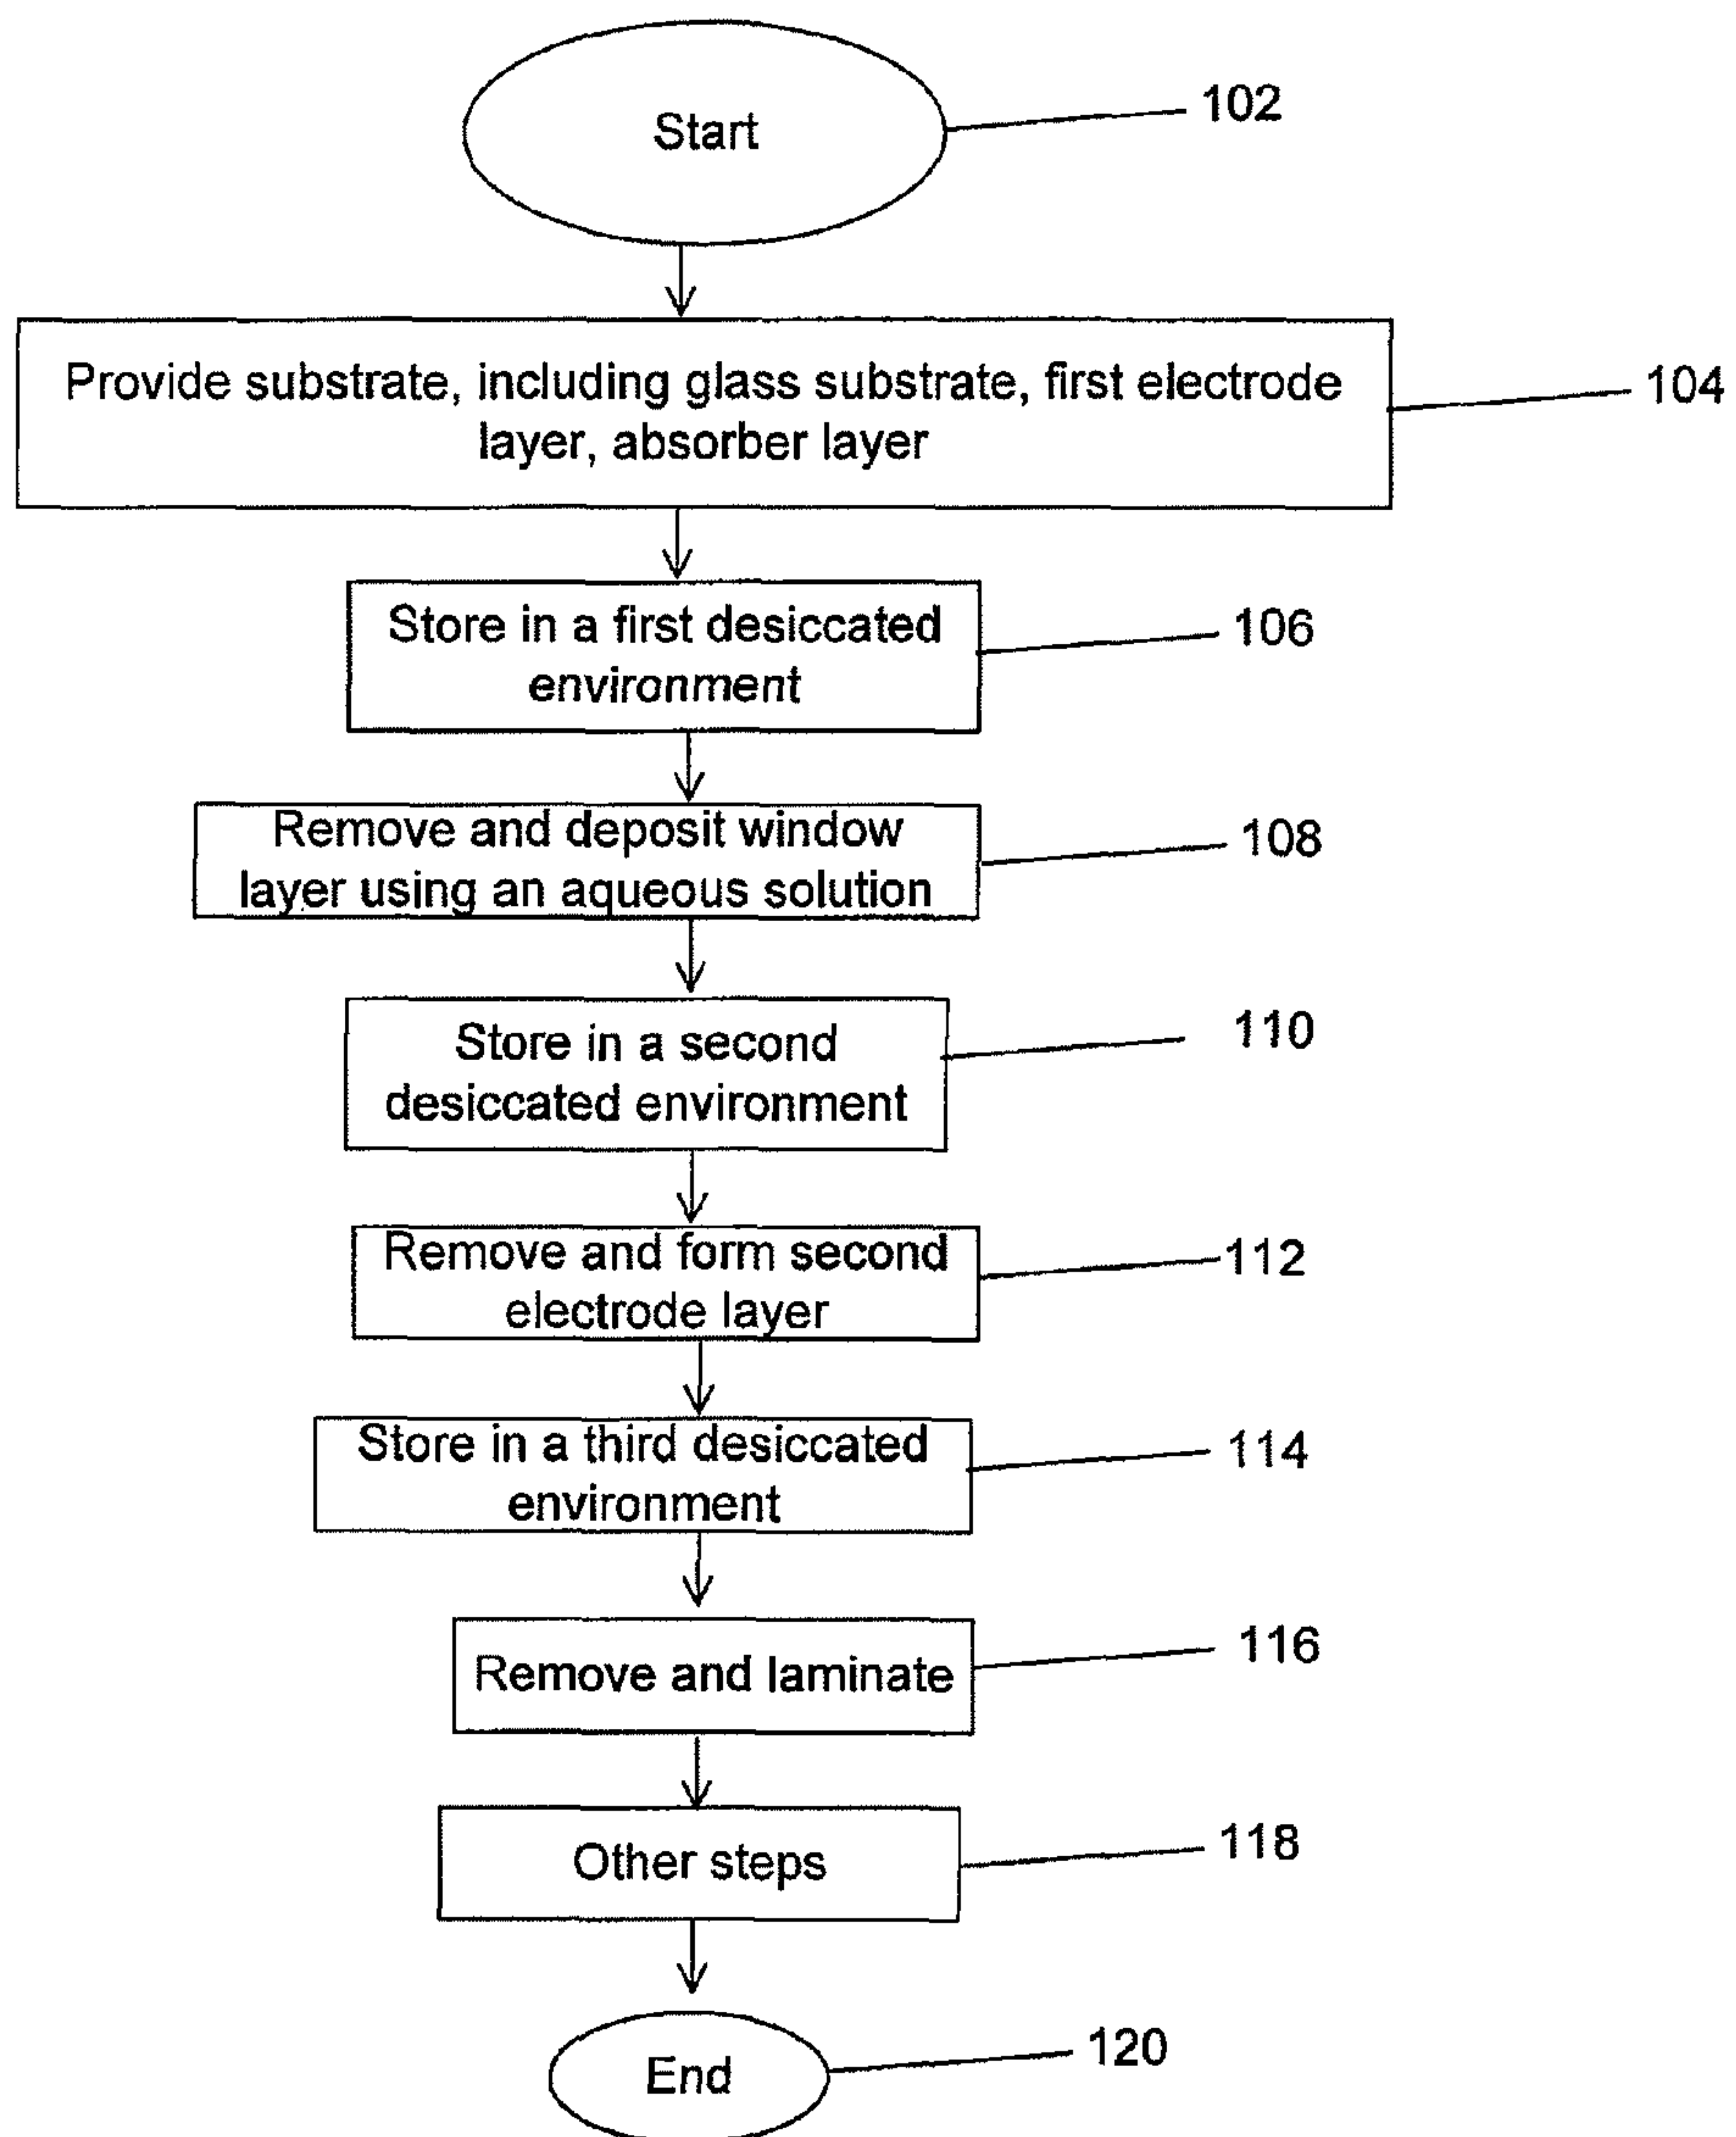 Start
102
Provide substrate, including glass substrate, first electrode
layer, absorber layer
104
Store in a first desiccated
environment
106
Remove and deposit window
layer using an aqueous solution
108
Store in a second
desiccated environment
110
Remove and form second
electrode layer
112
Store in a third desiccated
environment
114
Remove and laminate
116
Other steps
118
End
120